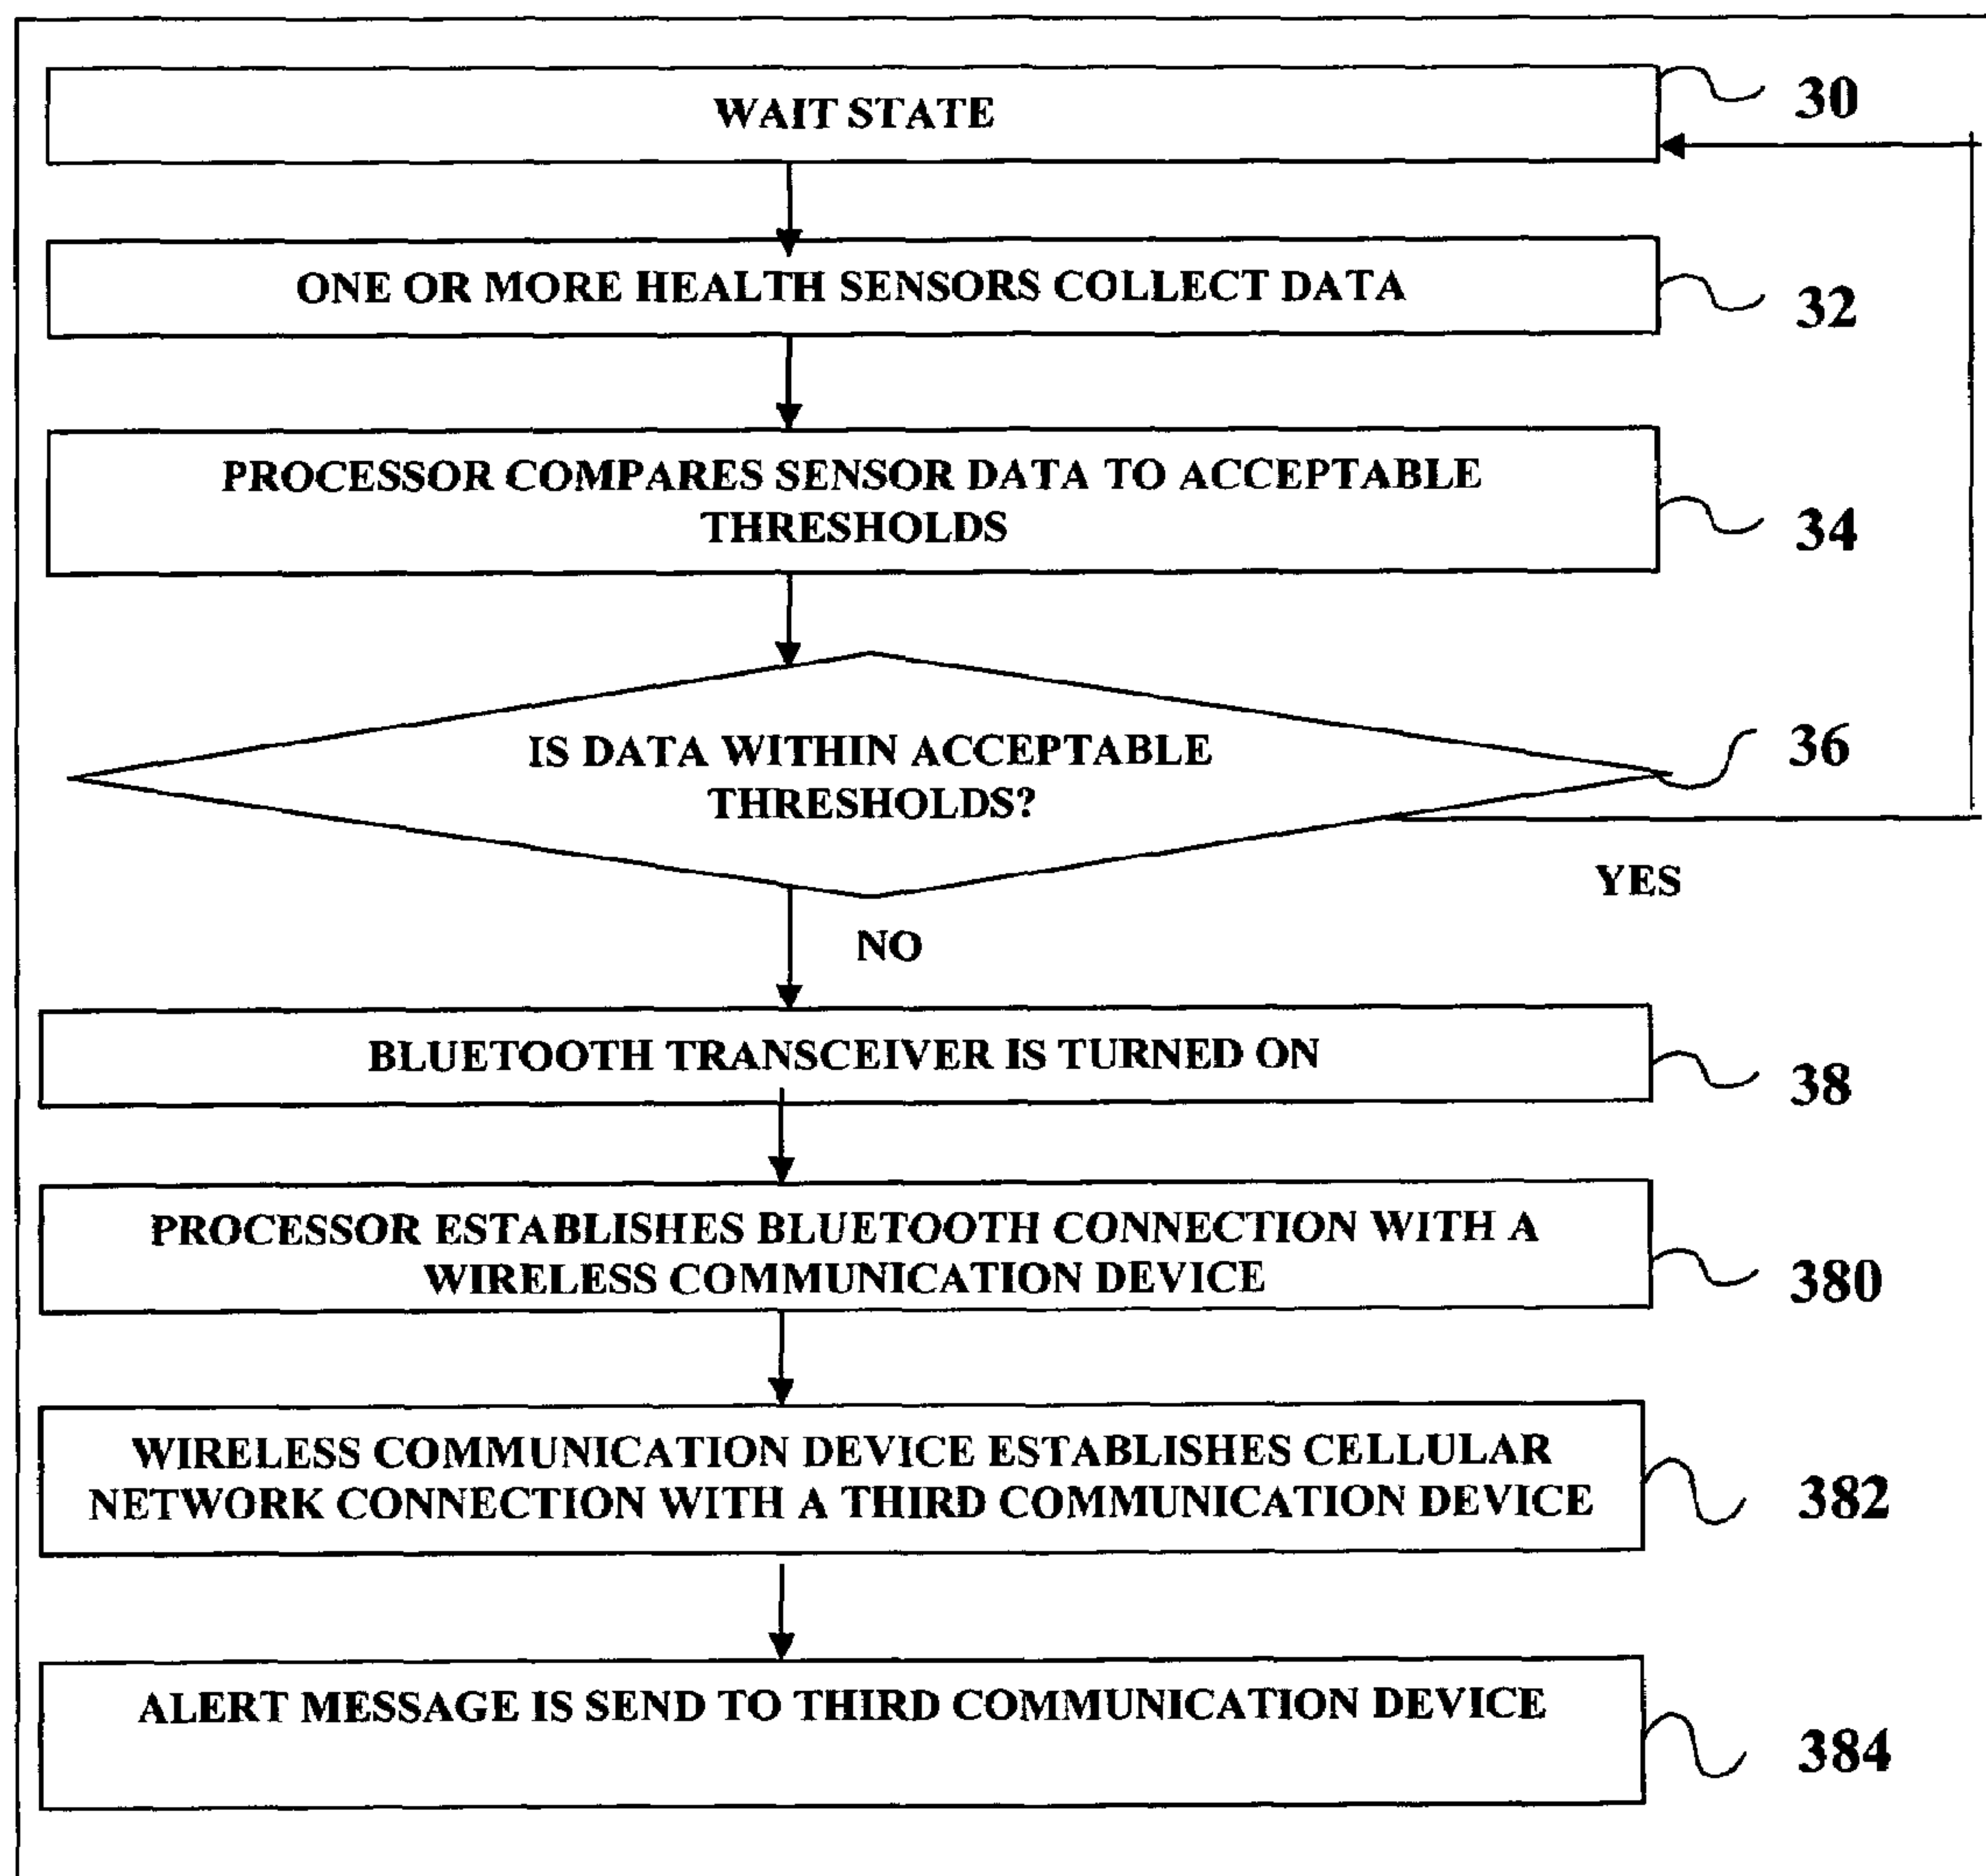 WAIT STATE
30
ONE OR MORE HEALTH SENSORS COLLECT DATA
32
PROCESSOR COMPARES SENSOR DATA TO ACCEPTABLE
THRESHOLDS
34
IS DATA WITHIN ACCEPTABLE
THRESHOLDS?
36
YES
NO
BLUETOOTH TRANSCEIVER IS TURNED ON
38
PROCESSOR ESTABLISHES BLUETOOTH CONNECTION WITH A
WIRELESS COMMUNICATION DEVICE
380
WIRELESS COMMUNICATION DEVICE ESTABLISHES CELLULAR
NETWORK CONNECTION WITH A THIRD COMMUNICATION DEVICE
382
ALERT MESSAGE IS SEND TO THIRD COMMUNICATION DEVICE
384